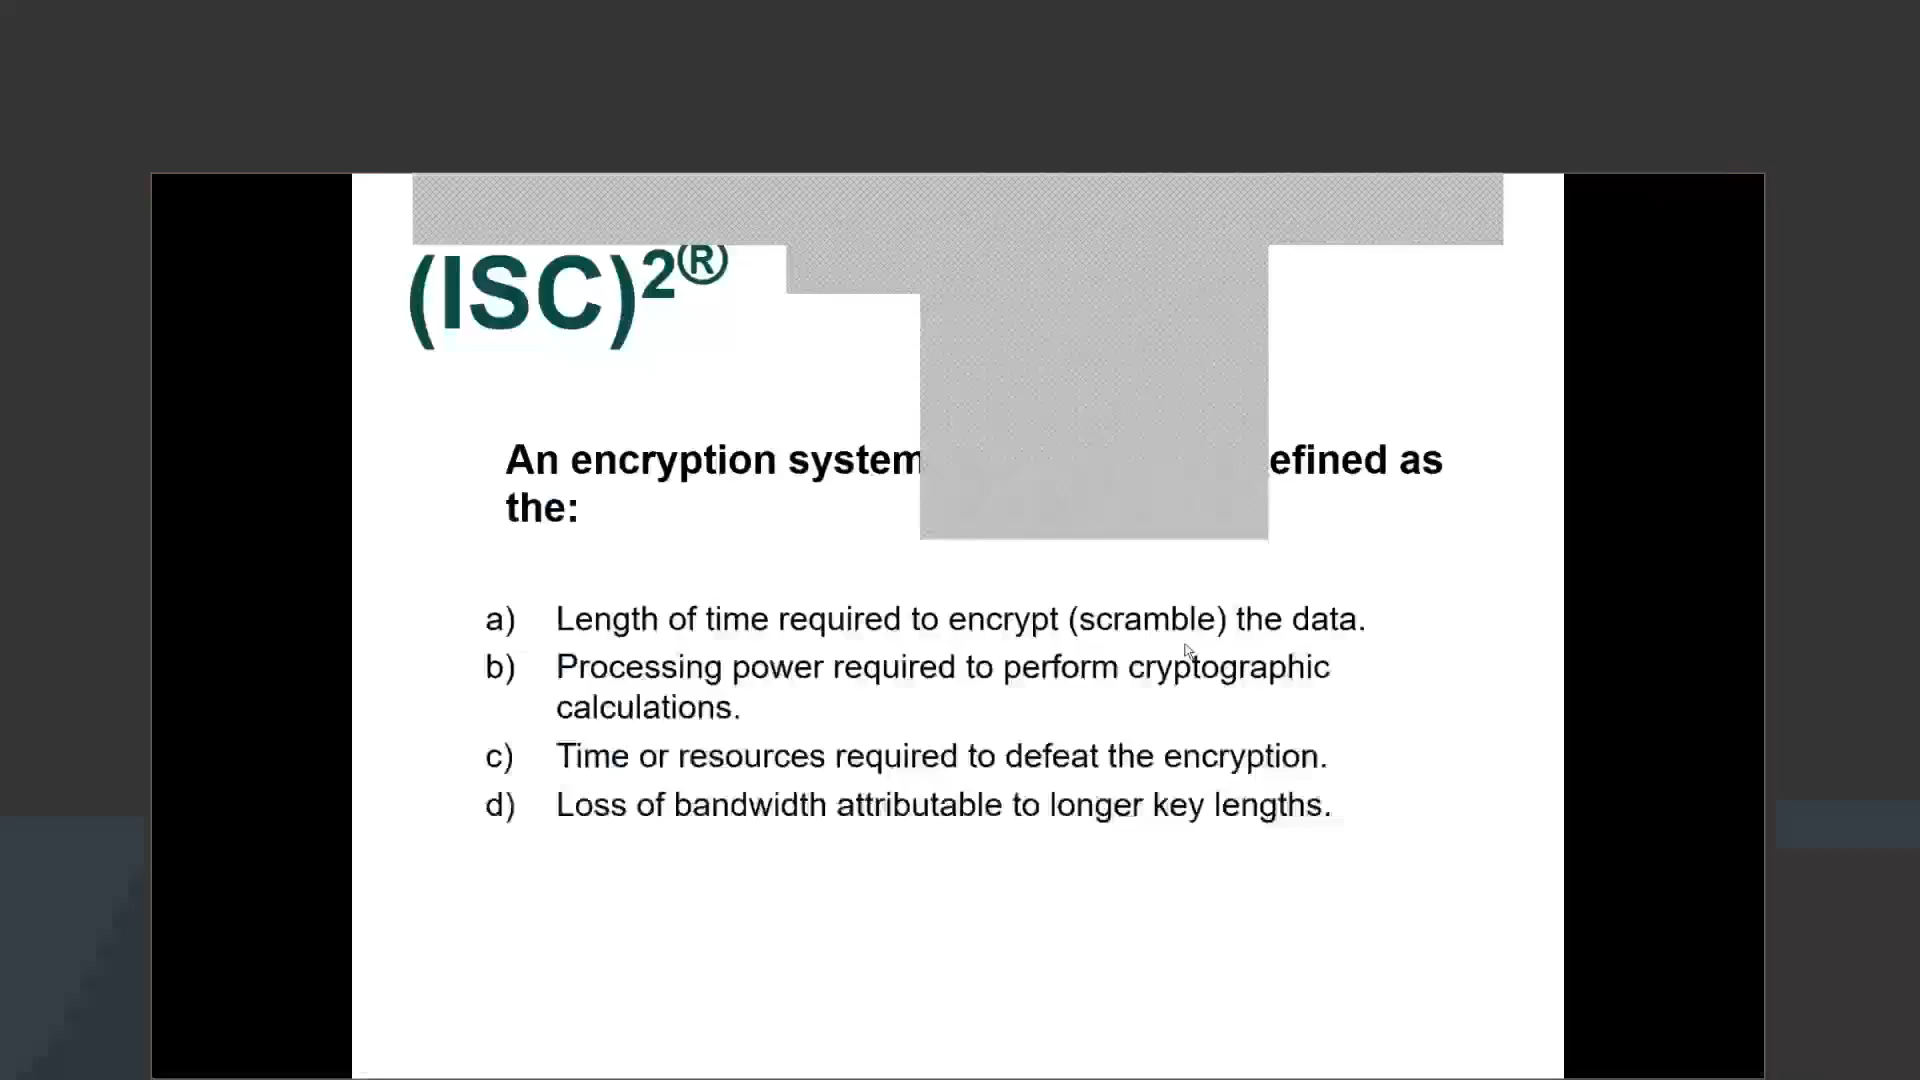 (ISC)2®
An encryption system efined as
the:
a) Length of time required to encrypt (scramble) the data.
b) Processing power required to perform cryptographic
calculations.
c) Time or resources required to defeat the encryption.
d) Loss of bandwidth attributable to longer key lengths.